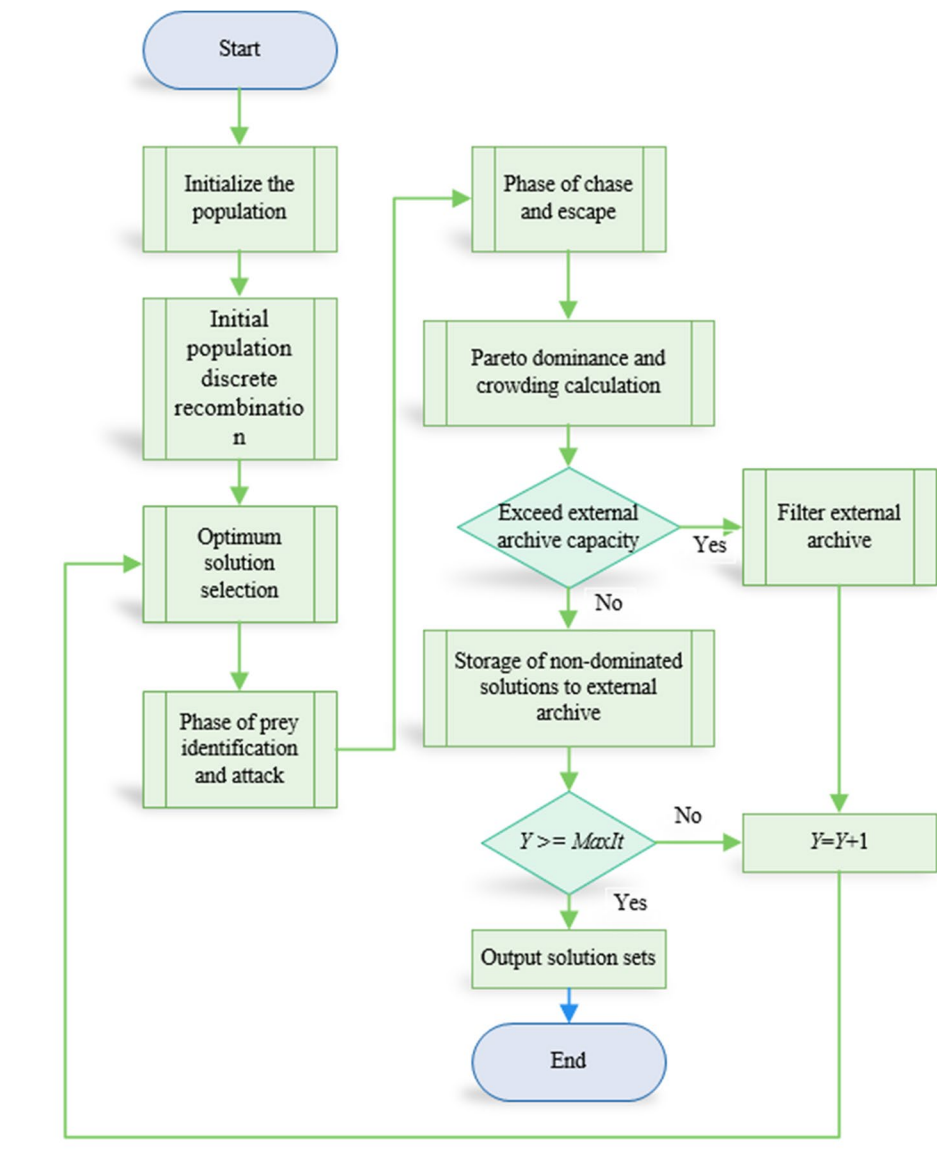 Start
Initialize the
population
Initial
population
discrete
recombinatio
n
Optimum
solution
selection
Phase of prey
identification
and attack
Phase of chase
and escape
Pareto dominance and
crowding calculation
Exceed external
archive capacity
Yes
Filter external
archive
No
Storage of non-dominated
solutions to external
archive
Y >= MaxIt
No
Y=Y+1
Yes
Output solution sets
End